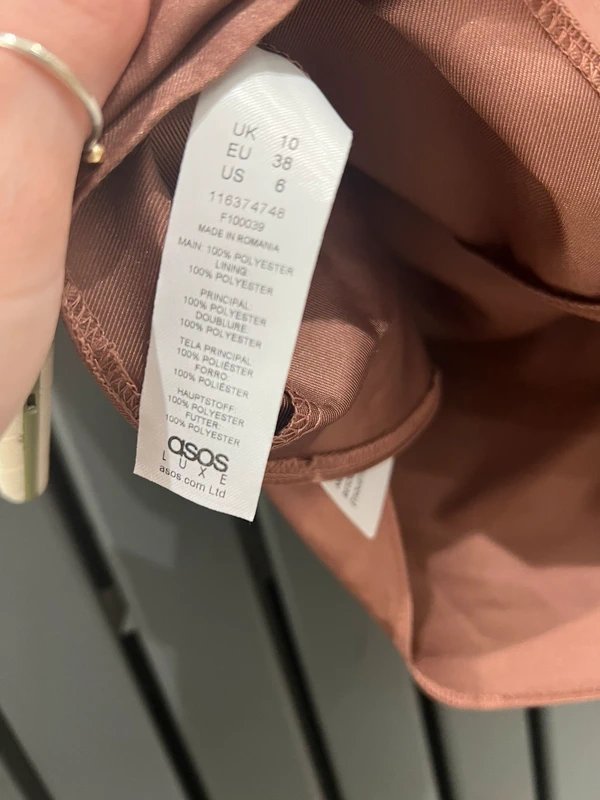 UK 10
EU 38
US 6
116374748
F100039
MADE IN ROMANIA
MAIN: 100% POLYESTER
LINING:
100% POLYESTER
PRINCIPAL:
100% POLYESTER
DOUBLURE:
100% POLYESTER
TELA PRINCIPAL:
100% POLIÉSTER
FORRO:
100% POLIÉSTER
HAUPTSTOFF:
100% POLYESTER
FUTTER:
100% POLYESTER
asos
LUXE
asos.com Ltd